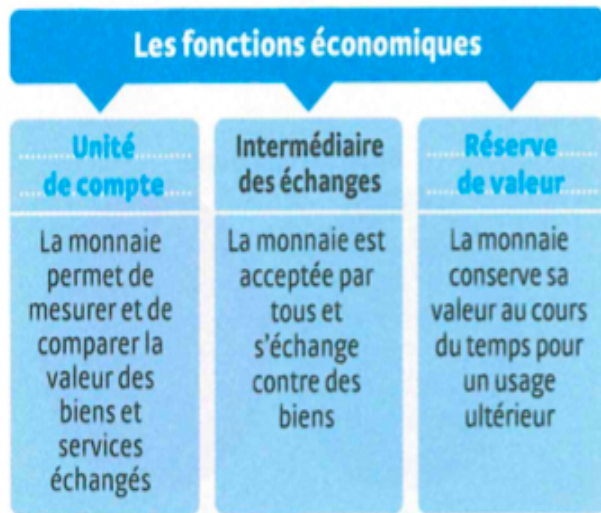 Les fonctions économiques
Unité
de compte
La monnaie
permet de
mesurer et de
comparer la
valeur des
biens et
services
échangés
Intermédiaire
des échanges
La monnaie est
acceptée par
tous et
s'échange
contre des
biens
Réserve
de valeur
La monnaie
conserve sa
valeur au cours
du temps pour
un usage
ultérieur